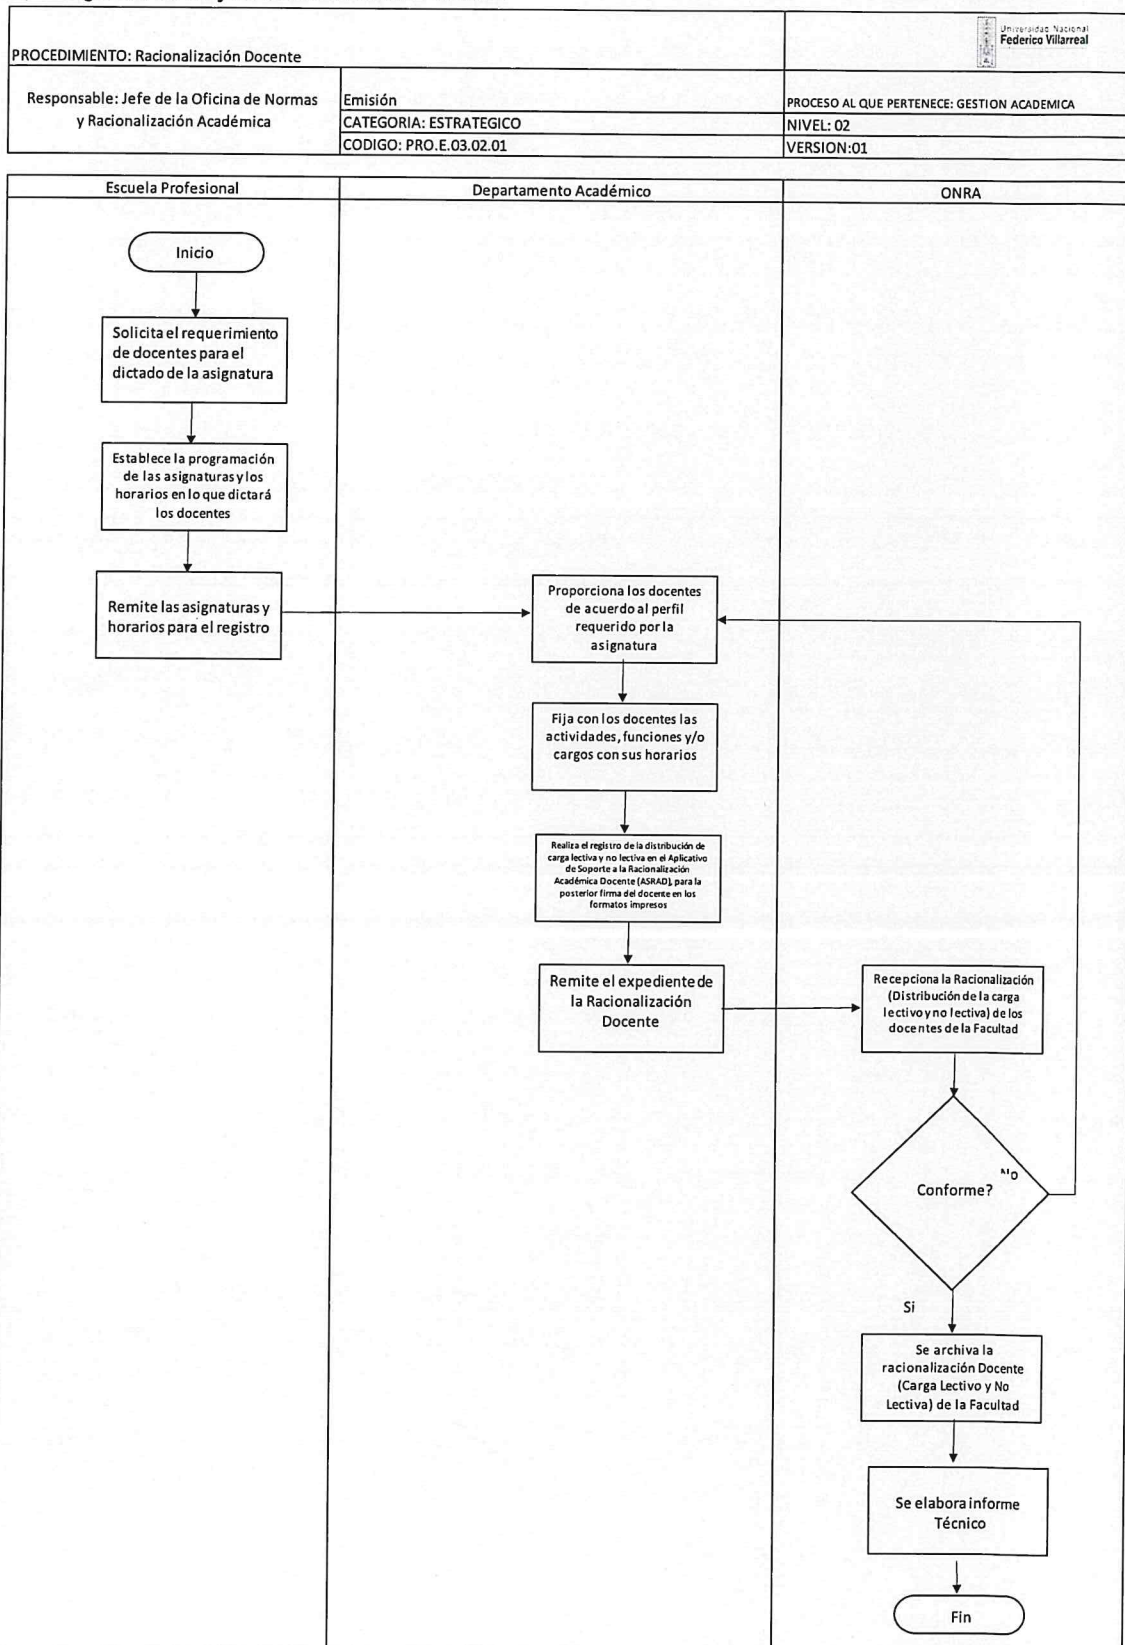 PROCEDIMIENTO: Racionalización Docente
Universidad Nacional
Federico Villarreal
Responsable: Jefe de la Oficina de Normas
y Racionalización Académica
Emisión
PROCESO AL QUE PERTENECE: GESTION ACADEMICA
CATEGORIA: ESTRATEGICO
NIVEL: 02
CODIGO: PRO.E.03.02.01
VERSION:01
Escuela Profesional
Departamento Académico
ONRA
Inicio
Solicita el requerimiento
de docentes para el
dictado de la asignatura
Establece la programación
de las asignaturas y los
horarios en lo que dictará
los docentes
Remite las asignaturas y
horarios para el registro
Proporciona los docentes
de acuerdo al perfil
requerido por la
asignatura
Fija con los docentes las
actividades, funciones y/o
cargos con sus horarios
Realiza el registro de la distribución de
carga lectiva y no lectiva en el Aplicativo
de Soporte a la Racionalización
Académica Docente (ASRAD), para la
posterior firma del docente en los
formatos impresos
Remite el expediente de
la Racionalización
Docente
Recepciona la Racionalización
(Distribución de la carga
lectivo y no lectiva) de los
docentes de la Facultad
No
Conforme?
Si
Se archiva la
racionalización Docente
(Carga Lectivo y No
Lectiva) de la Facultad
Se elabora informe
Técnico
Fin